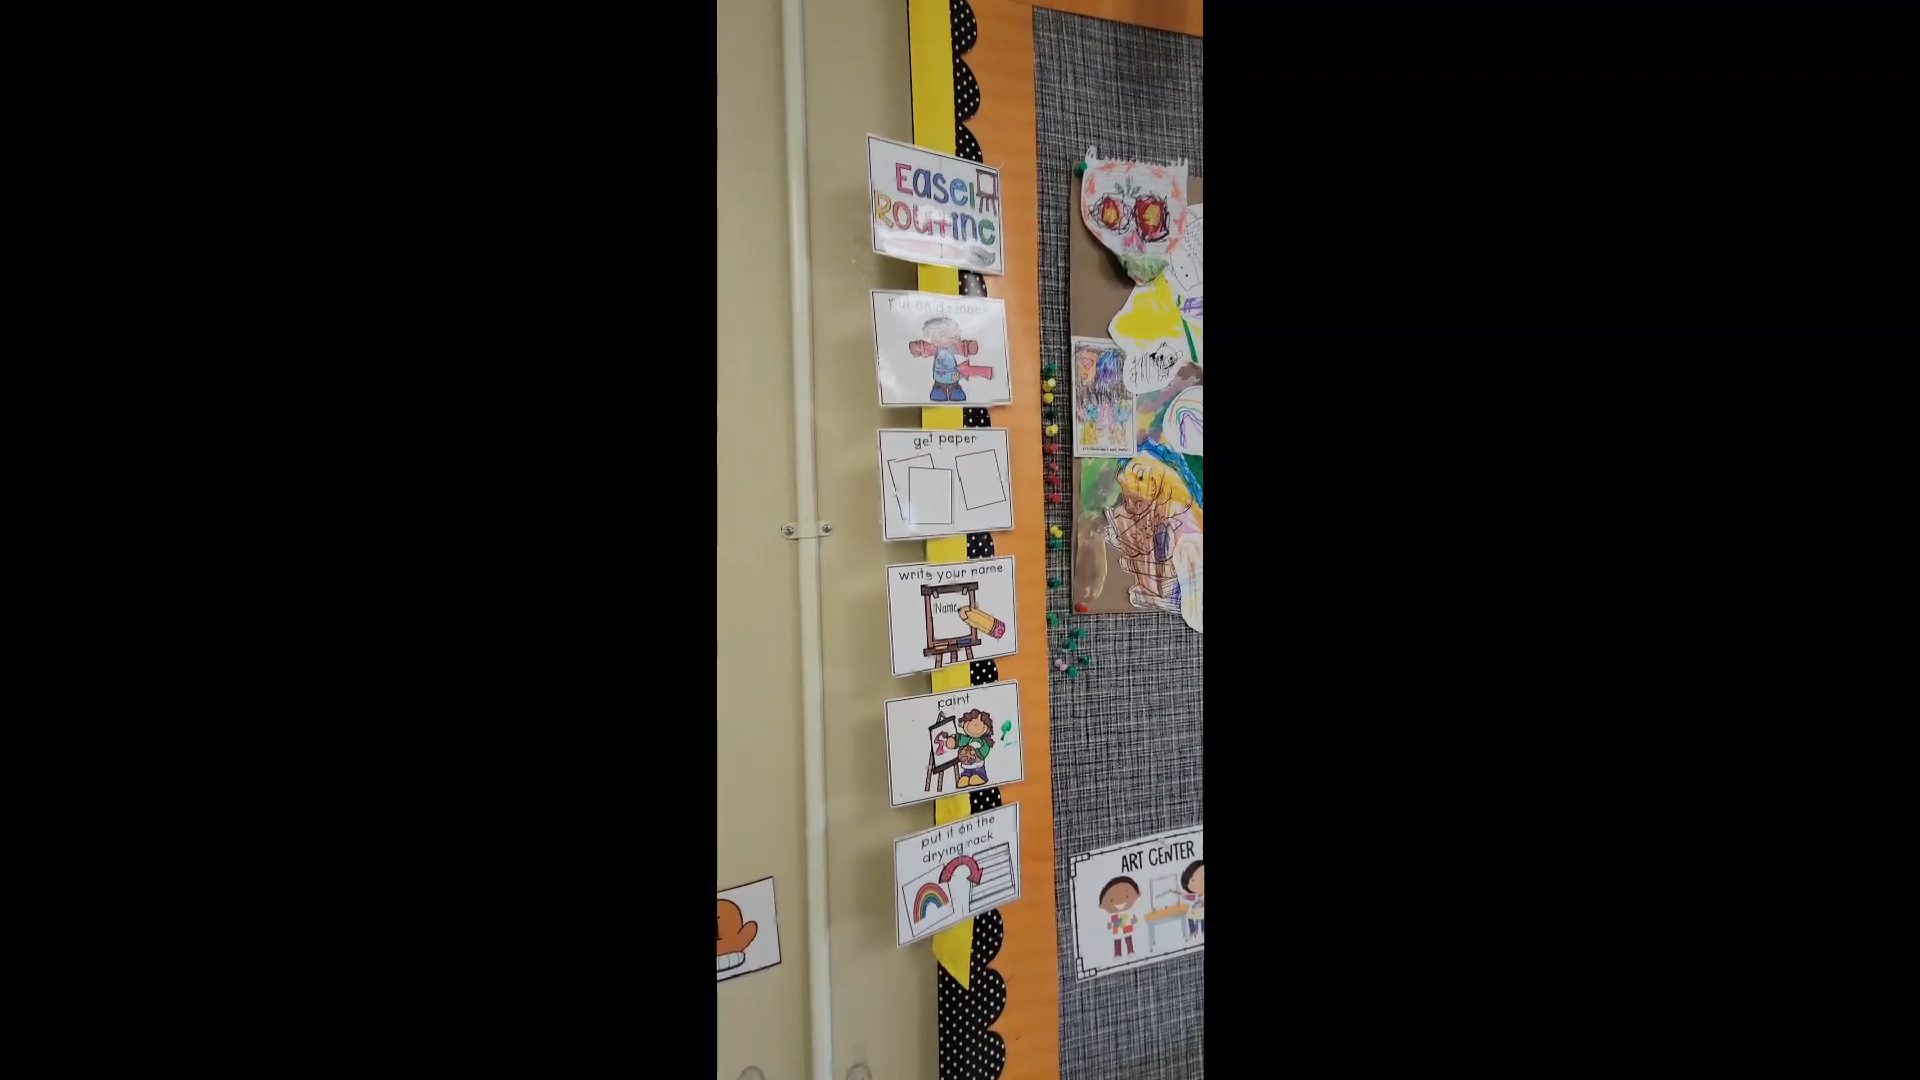 Easel
Routine
put on a smock
get paper
write your name
Name
paint
put it on the
drying rack
ART CENTER